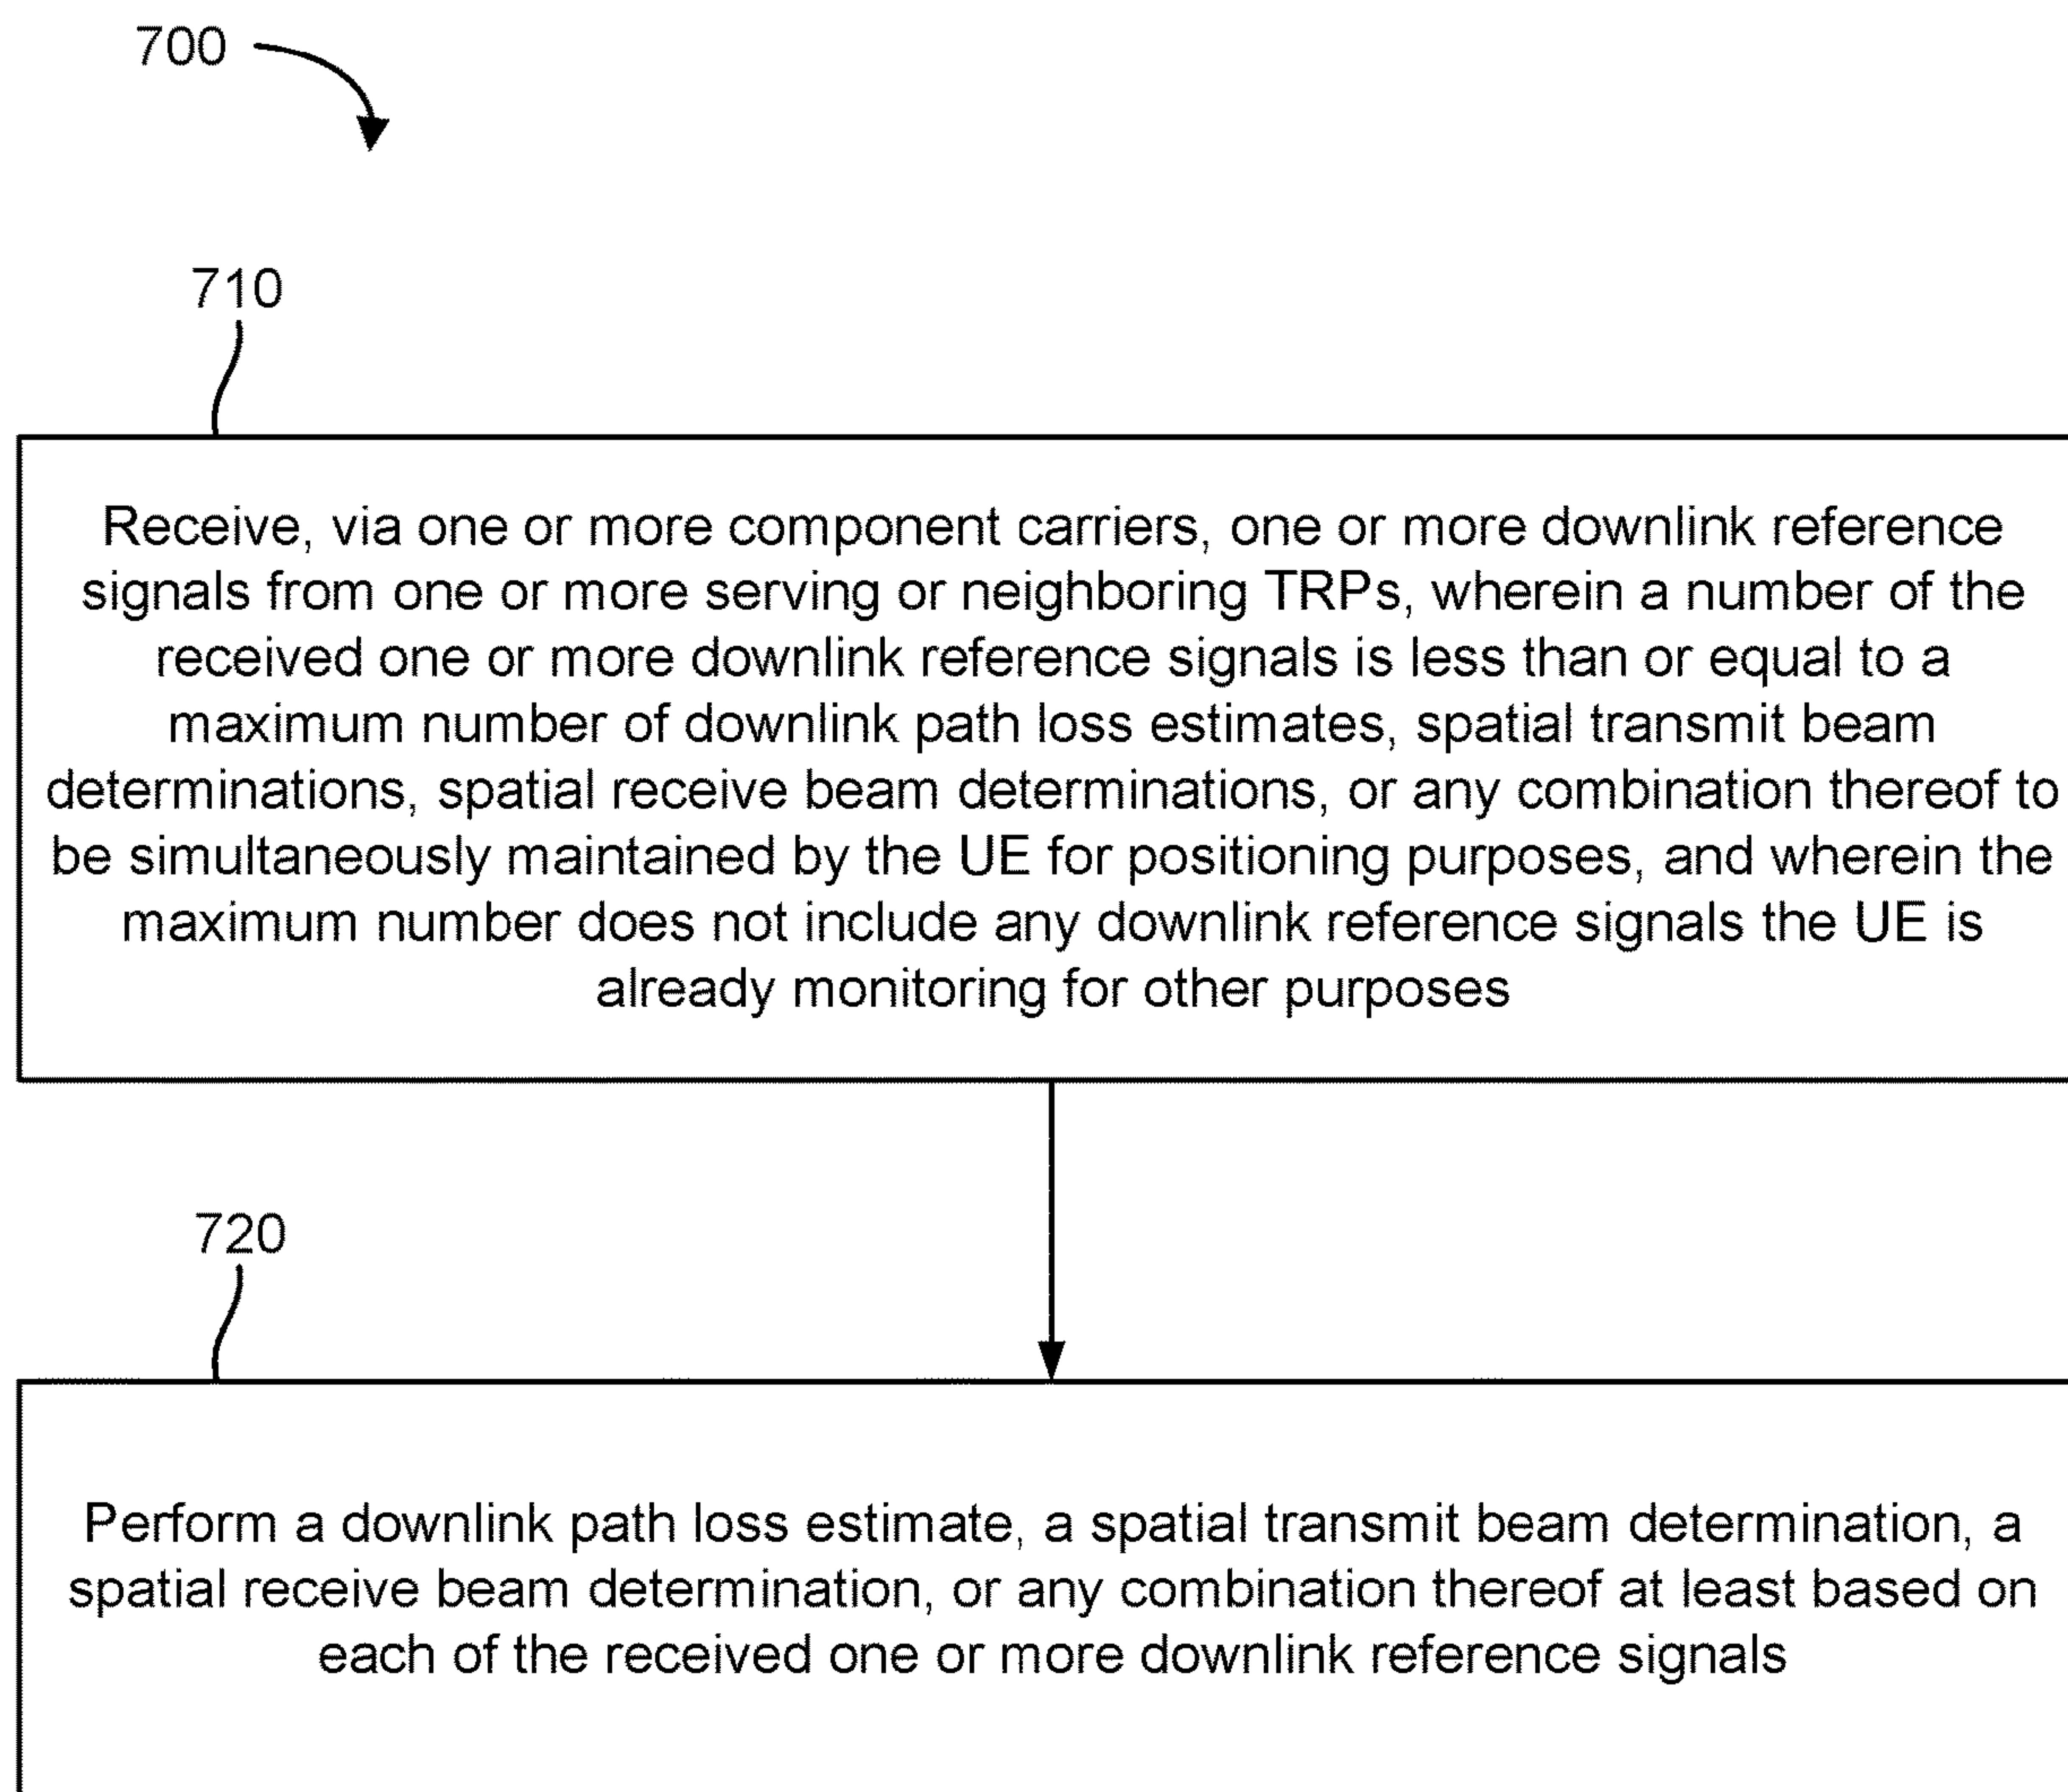 700
710
Receive, via one or more component carriers, one or more downlink reference
signals from one or more serving or neighboring TRPs, wherein a number of the
received one or more downlink reference signals is less than or equal to a
maximum number of downlink path loss estimates, spatial transmit beam
determinations, spatial receive beam determinations, or any combination thereof to
be simultaneously maintained by the UE for positioning purposes, and wherein the
maximum number does not include any downlink reference signals the UE is
already monitoring for other purposes
720
Perform a downlink path loss estimate, a spatial transmit beam determination, a
spatial receive beam determination, or any combination thereof at least based on
each of the received one or more downlink reference signals